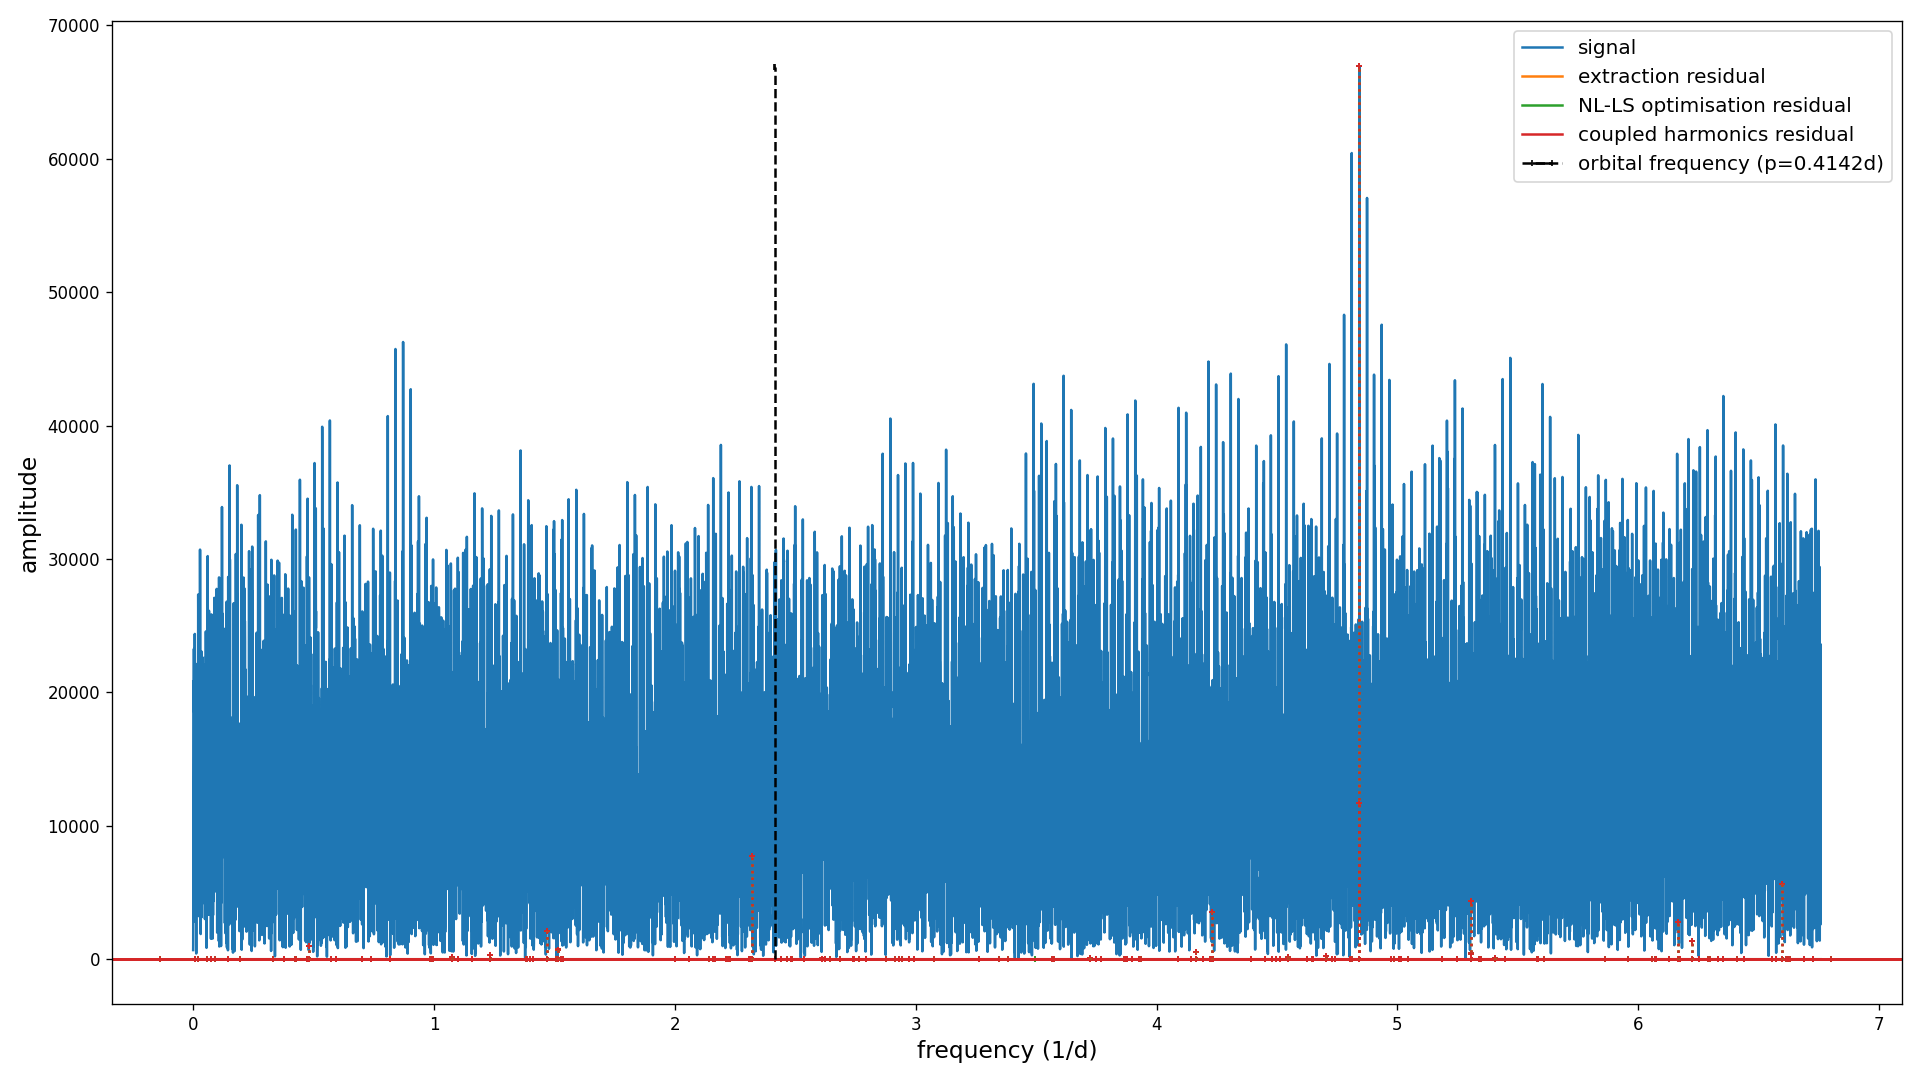 70000
60000
50000
40000
30000
20000
10000
0
amplitude
signal
extraction residual
NL-LS optimisation residual
coupled harmonics residual
orbital frequency (p=0.4142d)
0 1 2 3 4 5 6 7
frequency (1/d)